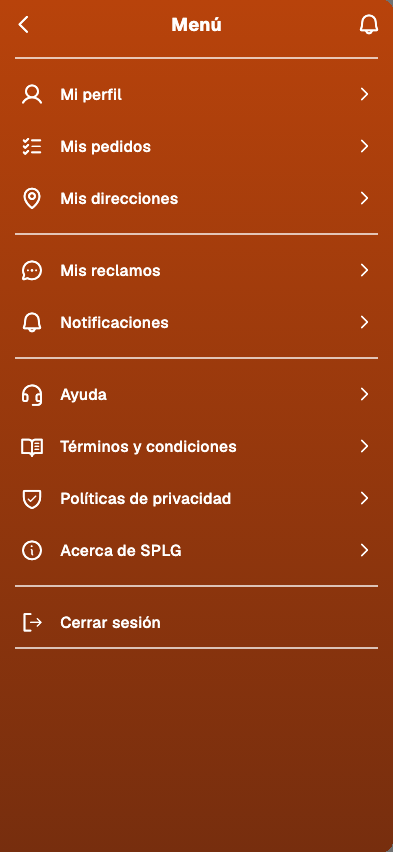 Menú
Mi perfil
Mis pedidos
Mis direcciones
Mis reclamos
Notificaciones
Ayuda
Términos y condiciones
Políticas de privacidad
Acerca de SPLG
Cerrar sesión